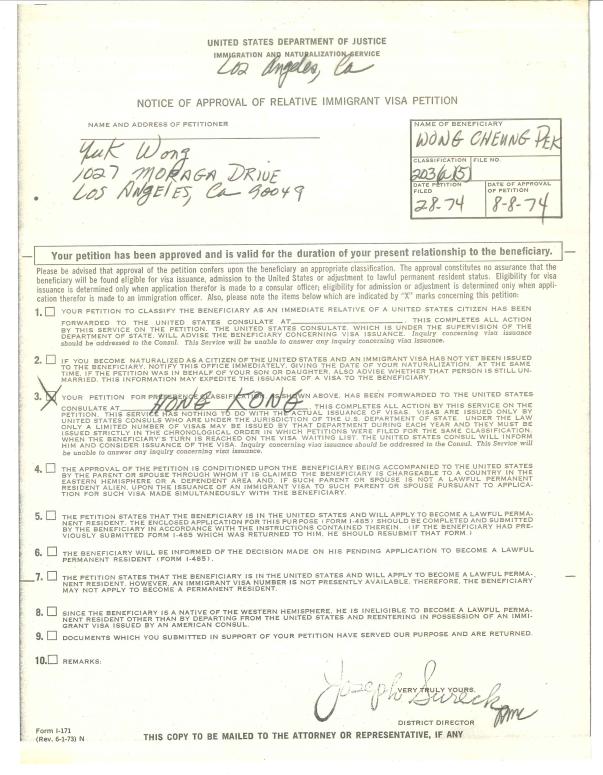 UNITED STATES DEPARTMENT OF JUSTICE
IMMIGRATION AND NATURALIZATION SERVICE
Los Angeles, Ca
NOTICE OF APPROVAL OF RELATIVE IMMIGRANT VISA PETITION
NAME AND ADDRESS OF PETITIONER
Yuk Wong
1027 MORAGA DRIVE
LOS ANGELES, Ca 90049
NAME OF BENEFICIARY
WONG CHEUNG PEK
CLASSIFICATION FILE NO.
203(a)(5)
DATE PETITION FILED
28-74
DATE OF APPROVAL OF PETITION
8-8-74
Your petition has been approved and is valid for the duration of your present relationship to the beneficiary.
Please be advised that approval of the petition confers upon the beneficiary an appropriate classification. The approval constitutes no assurance that the
beneficiary will be found eligible for visa issuance, admission to the United States or adjustment to lawful permanent resident status. Eligibility for visa
issuance is determined only when application therefor is made to a consular officer; eligibility for admission or adjustment is determined only when appli-
cation therefor is made to an immigration officer. Also, please note the items below which are indicated by "X" marks concerning this petition:
1. YOUR PETITION TO CLASSIFY THE BENEFICIARY AS AN IMMEDIATE RELATIVE OF A UNITED STATES CITIZEN HAS BEEN
FORWARDED TO THE UNITED STATES CONSULATE AT . THIS COMPLETES ALL ACTION
BY THIS SERVICE ON THE PETITION. THE UNITED STATES CONSULATE, WHICH IS UNDER THE SUPERVISION OF THE
DEPARTMENT OF STATE, WILL ADVISE THE BENEFICIARY CONCERNING VISA ISSUANCE. Inquiry concerning visa issuance
should be addressed to the Consul. This Service will be unable to answer any inquiry concerning visa issuance.
2. IF YOU BECOME NATURALIZED AS A CITIZEN OF THE UNITED STATES AND AN IMMIGRANT VISA HAS NOT YET BEEN ISSUED
TO THE BENEFICIARY, NOTIFY THIS OFFICE IMMEDIATELY, GIVING THE DATE OF YOUR NATURALIZATION. AT THE SAME
TIME, IF THE PETITION WAS IN BEHALF OF YOUR SON OR DAUGHTER, ALSO ADVISE WHETHER THAT PERSON IS STILL UN-
MARRIED. THIS INFORMATION MAY EXPEDITE THE ISSUANCE OF A VISA TO THE BENEFICIARY.
3. X YOUR PETITION FOR PREFERENCE CLASSIFICATION, AS SHOWN ABOVE, HAS BEEN FORWARDED TO THE UNITED STATES
CONSULATE AT HONG KONG . THIS COMPLETES ALL ACTION BY THIS SERVICE ON THE
PETITION. THIS SERVICE HAS NOTHING TO DO WITH THE ACTUAL ISSUANCE OF VISAS. VISAS ARE ISSUED ONLY BY
UNITED STATES CONSULS WHO ARE UNDER THE JURISDICTION OF THE U.S. DEPARTMENT OF STATE. UNDER THE LAW
ONLY A LIMITED NUMBER OF VISAS MAY BE ISSUED BY THAT DEPARTMENT DURING EACH YEAR AND THEY MUST BE
ISSUED STRICTLY IN THE CHRONOLOGICAL ORDER IN WHICH PETITIONS WERE FILED FOR THE SAME CLASSIFICATION.
WHEN THE BENEFICIARY'S TURN IS REACHED ON THE VISA WAITING LIST, THE UNITED STATES CONSUL WILL INFORM
HIM AND CONSIDER ISSUANCE OF THE VISA. Inquiry concerning visa issuance should be addressed to the Consul. This Service will
be unable to answer any inquiry concerning visa issuance.
4. THE APPROVAL OF THE PETITION IS CONDITIONED UPON THE BENEFICIARY BEING ACCOMPANIED TO THE UNITED STATES
BY THE PARENT OR SPOUSE THROUGH WHOM IT IS CLAIMED THE BENEFICIARY IS CHARGEABLE TO A COUNTRY IN THE
EASTERN HEMISPHERE OR A DEPENDENT AREA AND, IF SUCH PARENT OR SPOUSE IS NOT A LAWFUL PERMANENT
RESIDENT ALIEN, UPON THE ISSUANCE OF AN IMMIGRANT VISA TO SUCH PARENT OR SPOUSE PURSUANT TO APPLICA-
TION FOR SUCH VISA MADE SIMULTANEOUSLY WITH THE BENEFICIARY.
5. THE PETITION STATES THAT THE BENEFICIARY IS IN THE UNITED STATES AND WILL APPLY TO BECOME A LAWFUL PERMA-
NENT RESIDENT. THE ENCLOSED APPLICATION FOR THIS PURPOSE (FORM I-485) SHOULD BE COMPLETED AND SUBMITTED
BY THE BENEFICIARY IN ACCORDANCE WITH THE INSTRUCTIONS CONTAINED THEREIN. (IF THE BENEFICIARY HAD PRE-
VIOUSLY SUBMITTED FORM I-485 WHICH WAS RETURNED TO HIM, HE SHOULD RESUBMIT THAT FORM.)
6. THE BENEFICIARY WILL BE INFORMED OF THE DECISION MADE ON HIS PENDING APPLICATION TO BECOME A LAWFUL
PERMANENT RESIDENT (FORM I-485).
7. THE PETITION STATES THAT THE BENEFICIARY IS IN THE UNITED STATES AND WILL APPLY TO BECOME A LAWFUL PERMA-
NENT RESIDENT. HOWEVER, AN IMMIGRANT VISA NUMBER IS NOT PRESENTLY AVAILABLE. THEREFORE, THE BENEFICIARY
MAY NOT APPLY TO BECOME A PERMANENT RESIDENT.
8. SINCE THE BENEFICIARY IS A NATIVE OF THE WESTERN HEMISPHERE, HE IS INELIGIBLE TO BECOME A LAWFUL PERMA-
NENT RESIDENT OTHER THAN BY DEPARTING FROM THE UNITED STATES AND REENTERING IN POSSESSION OF AN IMMI-
GRANT VISA ISSUED BY AN AMERICAN CONSUL.
9. DOCUMENTS WHICH YOU SUBMITTED IN SUPPORT OF YOUR PETITION HAVE SERVED OUR PURPOSE AND ARE RETURNED.
10. REMARKS:
VERY TRULY YOURS,
Joseph Sureck
DISTRICT DIRECTOR
Form I-171
(Rev. 6-1-73) N
THIS COPY TO BE MAILED TO THE ATTORNEY OR REPRESENTATIVE, IF ANY